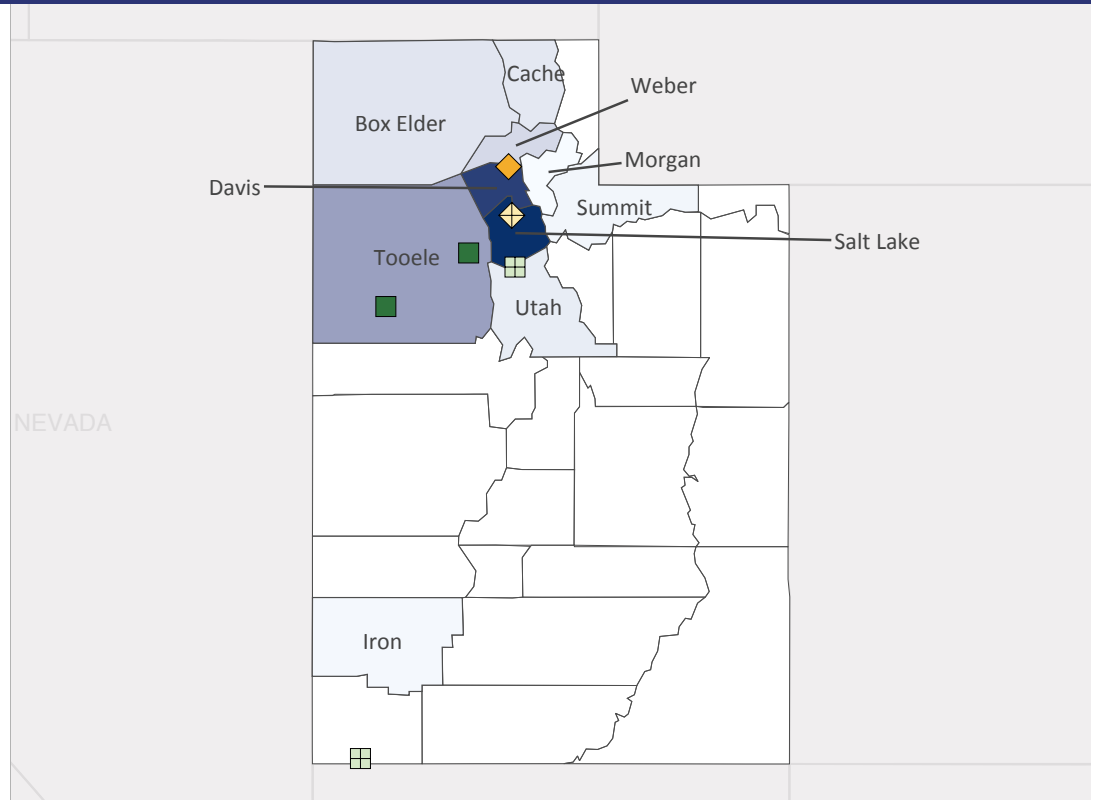 Cache
Weber
Box Elder
Morgan
Davis
Summit
Salt Lake
Tooele
Utah
NEVADA
Iron